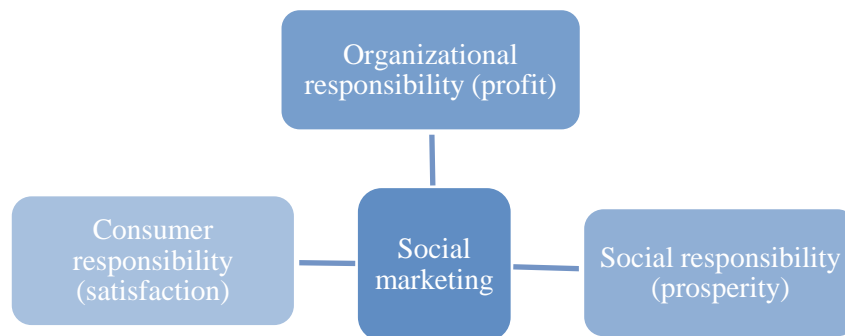 Organizational
responsibility (profit)
Consumer
responsibility
(satisfaction)
Social
marketing
Social responsibility
(prosperity)